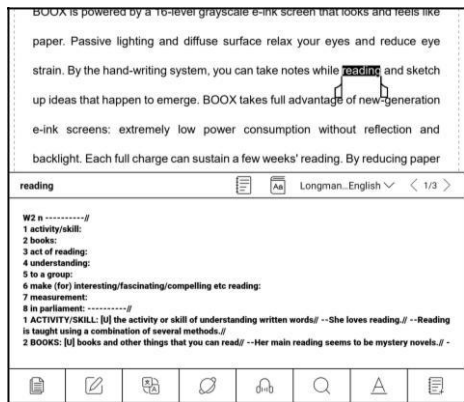 BOOX is powered by a 16-level grayscale e-ink screen that looks and feels like
paper. Passive lighting and diffuse surface relax your eyes and reduce eye
strain. By the hand-writing system, you can take notes while reading and sketch
up ideas that happen to emerge. BOOX takes full advantage of new-generation
e-ink screens: extremely low power consumption without reflection and
backlight. Each full charge can sustain a few weeks' reading. By reducing paper
reading Aa Longman...English 1/3
W2 n ----------//
1 activity/skill:
2 books:
3 act of reading:
4 understanding:
5 to a group:
6 make (for) interesting/fascinating/compelling etc reading:
7 measurement:
8 in parliament: ----------//
1 ACTIVITY/SKILL: [U] the activity or skill of understanding written words// --She loves reading.// --Reading
is taught using a combination of several methods.//
2 BOOKS: [U] books and other things that you can read// --Her main reading seems to be mystery novels.// -
A